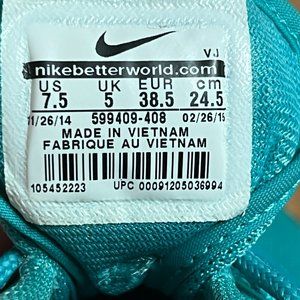 VJ
nikebetterworld.com
US UK EUR cm
7.5 5 38.5 24.5
11/26/14 599409-408 02/26/15
MADE IN VIETNAM
FABRIQUE AU VIETNAM
105452223 UPC 00091205036994